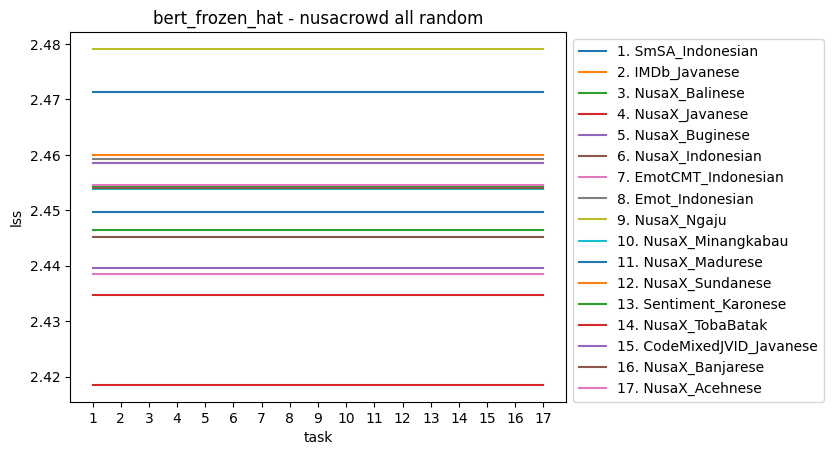 bert_frozen_hat - nusacrowd all random
2.48
2.47
2.46
2.45
2.44
2.43
2.42
lss
1 2 3 4 5 6 7 8 9 10 11 12 13 14 15 16 17
task
1. SmSA_Indonesian
2. IMDb_Javanese
3. NusaX_Balinese
4. NusaX_Javanese
5. NusaX_Buginese
6. NusaX_Indonesian
7. EmotCMT_Indonesian
8. Emot_Indonesian
9. NusaX_Ngaju
10. NusaX_Minangkabau
11. NusaX_Madurese
12. NusaX_Sundanese
13. Sentiment_Karonese
14. NusaX_TobaBatak
15. CodeMixedJVID_Javanese
16. NusaX_Banjarese
17. NusaX_Acehnese